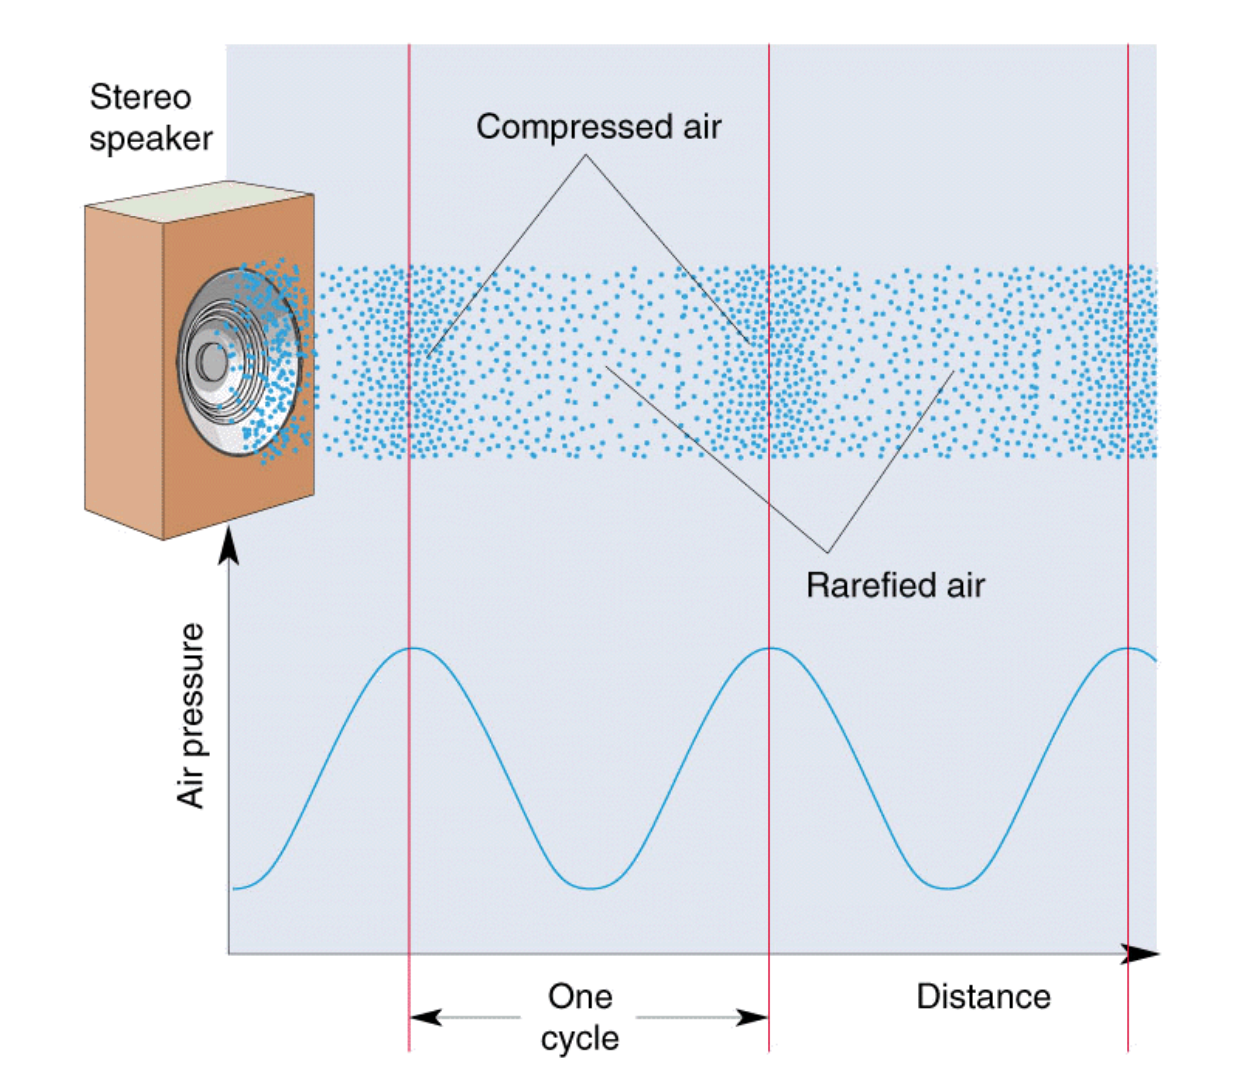 Stereo
speaker
Compressed air
Rarefied air
Air pressure
One
cycle
Distance